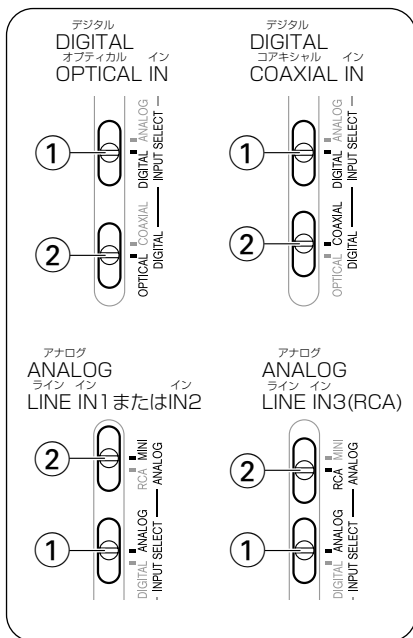 デジタル
DIGITAL
オプティカル イン
OPTICAL IN
1
DIGITAL ANALOG
INPUT SELECT
2
OPTICAL COAXIAL
DIGITAL
デジタル
DIGITAL
コアキシャル イン
COAXIAL IN
1
DIGITAL ANALOG
INPUT SELECT
2
OPTICAL COAXIAL
DIGITAL
アナログ
ANALOG
ライン イン イン
LINE IN1またはIN2
2
RCA MINI
ANALOG
1
DIGITAL ANALOG
INPUT SELECT
アナログ
ANALOG
ライン イン
LINE IN3(RCA)
2
RCA MINI
ANALOG
1
DIGITAL ANALOG
INPUT SELECT